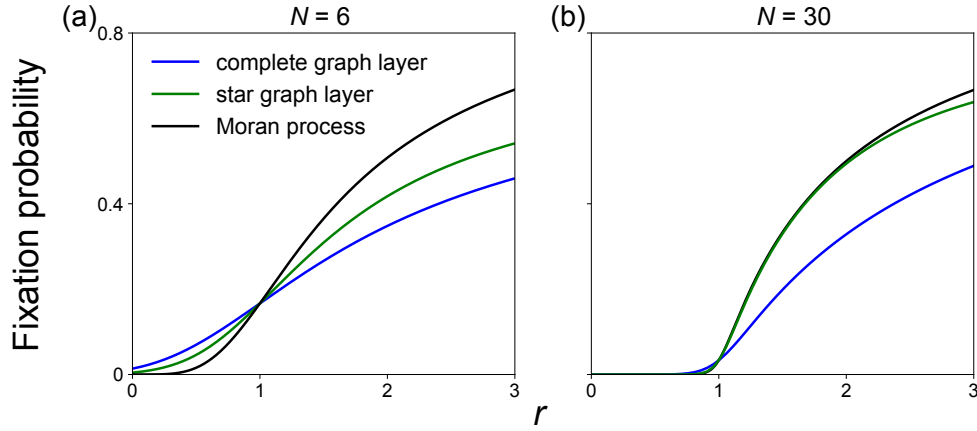 (a)
N = 6
(b)
N = 30
Fixation probability
0.8
0.4
0
complete graph layer
star graph layer
Moran process
0
1
2
3
0
1
2
3
r